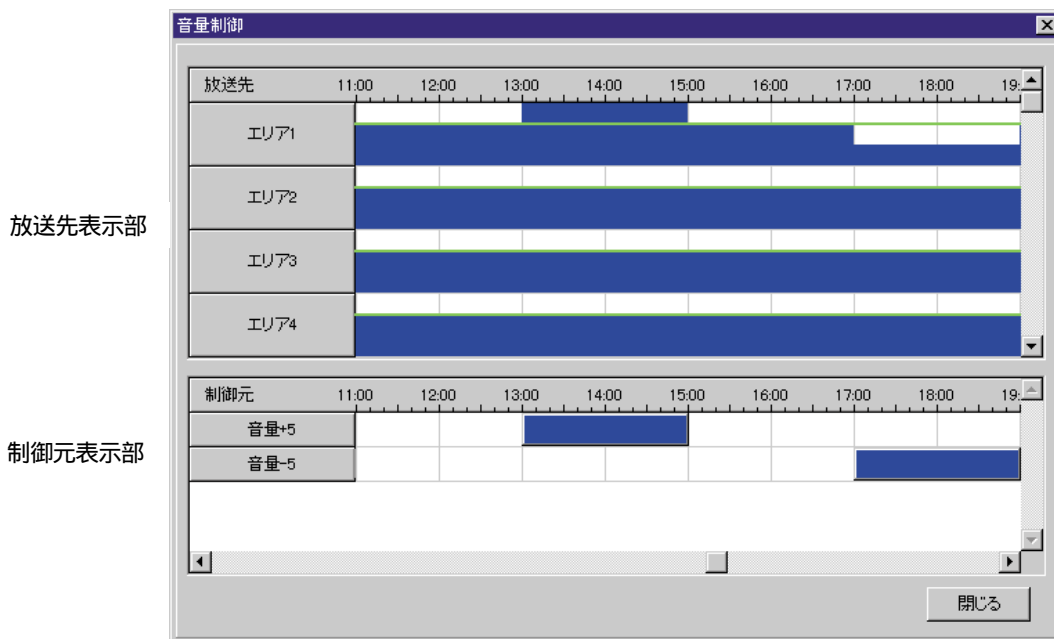 音量制御
放送先 11:00 12:00 13:00 14:00 15:00 16:00 17:00 18:00 19:
エリア1
エリア2
放送先表示部
エリア3
エリア4
制御元 11:00 12:00 13:00 14:00 15:00 16:00 17:00 18:00 19:
音量+5
制御元表示部
音量-5
閉じる